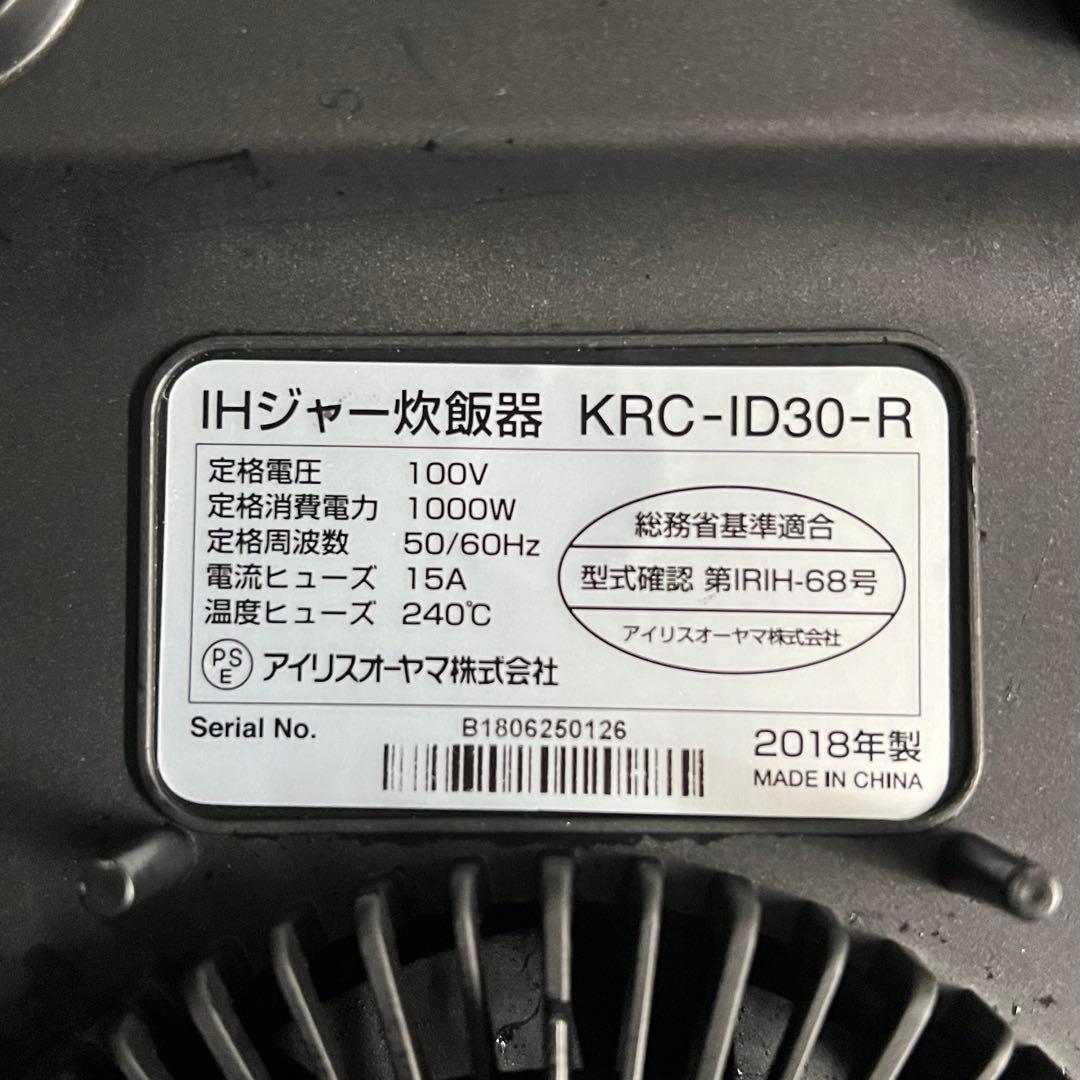 IHジャー炊飯器 KRC-ID30-R
定格電圧 100V
定格消費電力 1000W
定格周波数 50/60Hz
電流ヒューズ 15A
温度ヒューズ 240℃
PSE アイリスオーヤマ株式会社
総務省基準適合
型式確認 第IRIH-68号
アイリスオーヤマ株式会社
Serial No. B1806250126
2018年製
MADE IN CHINA